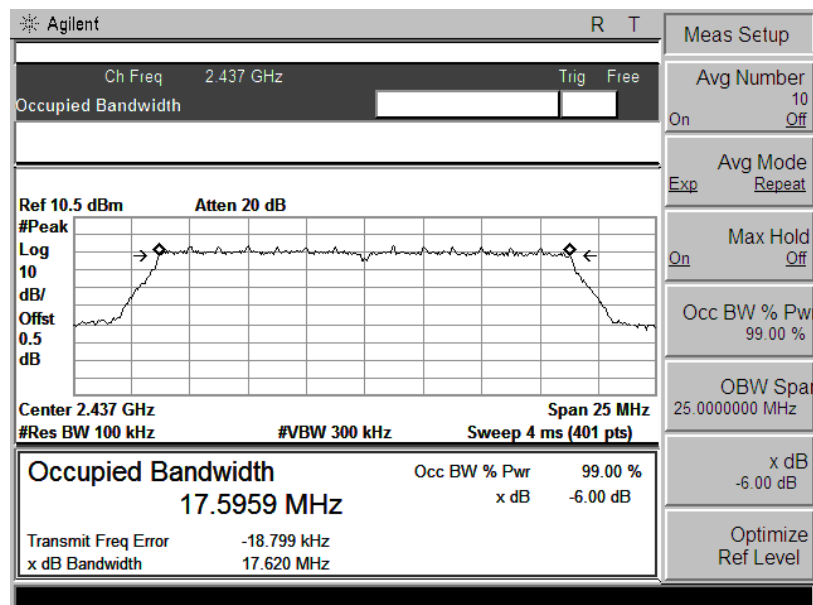 Agilent R T
Meas Setup
Ch Freq 2.437 GHz Trig Free
Occupied Bandwidth
Avg Number
10
On Off
Avg Mode
Exp Repeat
Ref 10.5 dBm Atten 20 dB
#Peak
Log
10
dB/
Offst
0.5
dB
Max Hold
On Off
Occ BW % Pwr
99.00 %
OBW Span
25.0000000 MHz
Center 2.437 GHz Span 25 MHz
#Res BW 100 kHz #VBW 300 kHz Sweep 4 ms (401 pts)
Occupied Bandwidth Occ BW % Pwr 99.00 %
17.5959 MHz x dB -6.00 dB
Transmit Freq Error -18.799 kHz
x dB Bandwidth 17.620 MHz
x dB
-6.00 dB
Optimize
Ref Level